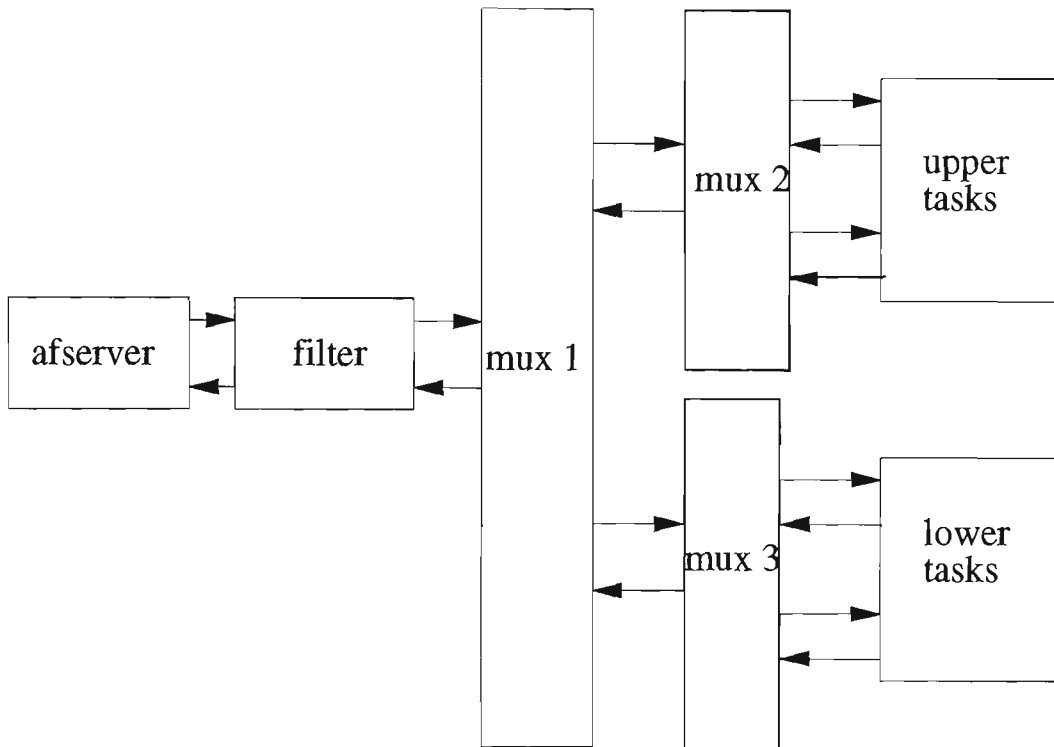 afserver
filter
mux 1
mux 2
upper
tasks
mux 3
lower
tasks